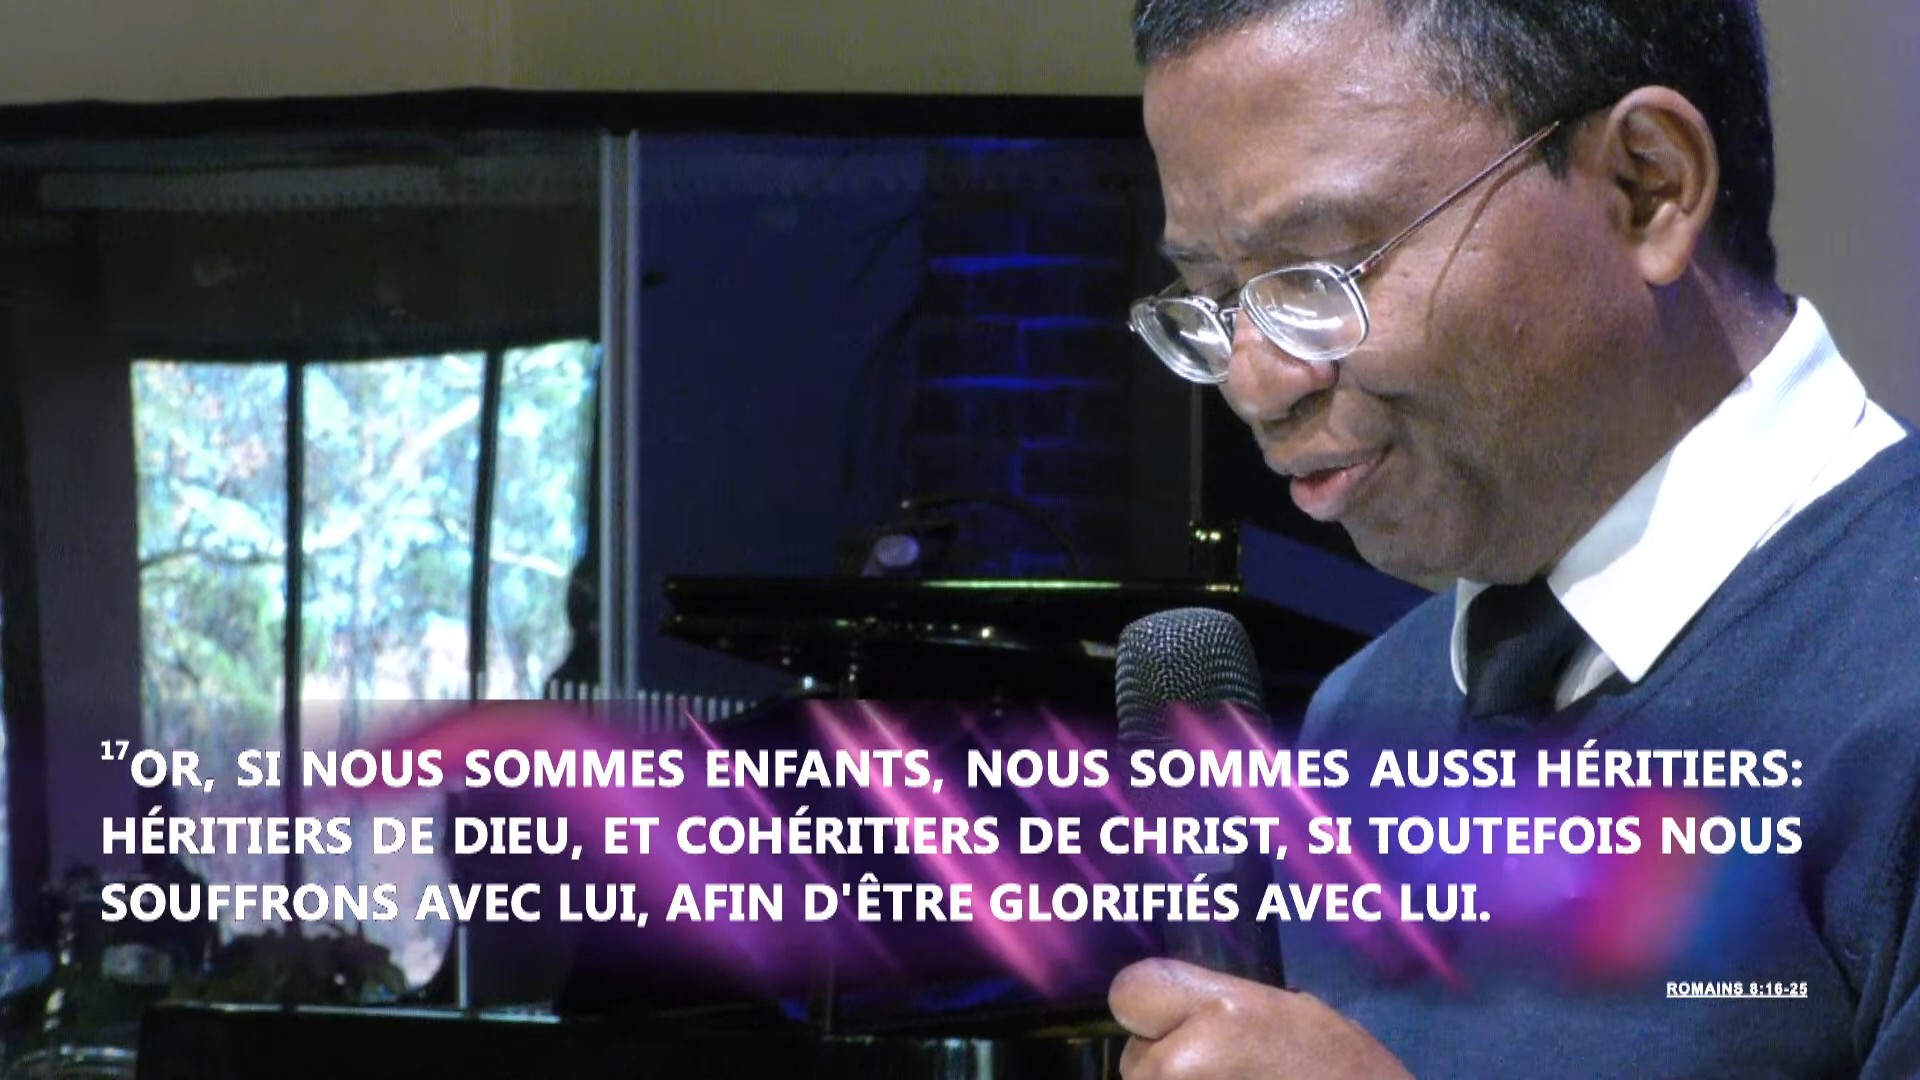 17OR, SI NOUS SOMMES ENFANTS, NOUS SOMMES AUSSI HÉRITIERS:
HÉRITIERS DE DIEU, ET COHÉRITIERS DE CHRIST, SI TOUTEFOIS NOUS
SOUFFRONS AVEC LUI, AFIN D'ÊTRE GLORIFIÉS AVEC LUI.
ROMAINS 8:16-25